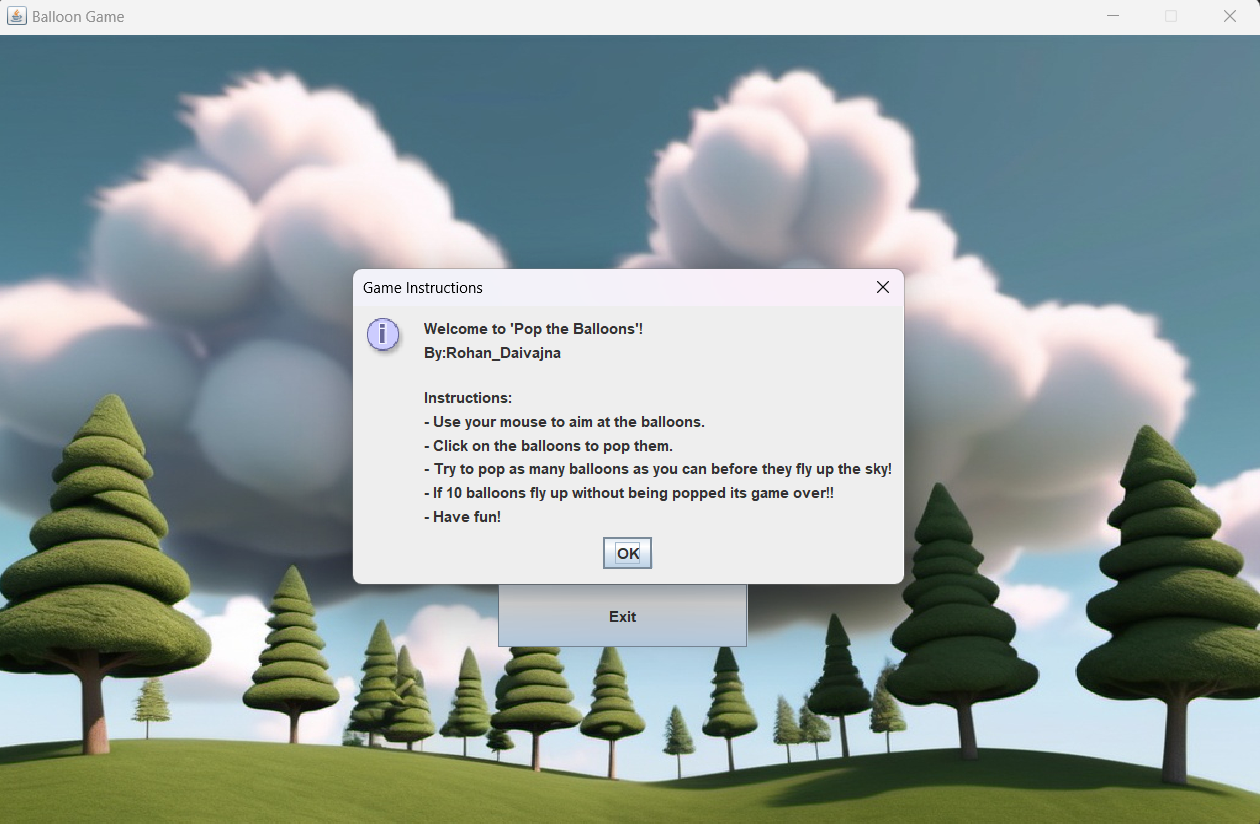 Balloon Game
Game Instructions
Welcome to 'Pop the Balloons'!
By:Rohan_Daivajna
Instructions:
- Use your mouse to aim at the balloons.
- Click on the balloons to pop them.
- Try to pop as many balloons as you can before they fly up the sky!
- If 10 balloons fly up without being popped its game over!!
- Have fun!
OK
Exit